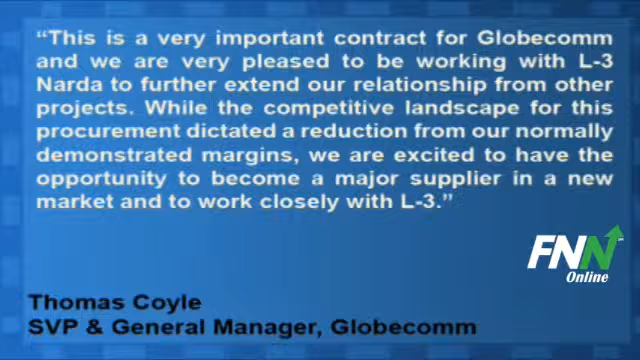 “This is a very important contract for Globecomm
and we are very pleased to be working with L-3
Narda to further extend our relationship from other
projects. While the competitive landscape for this
procurement dictated a reduction from our normally
demonstrated margins, we are excited to have the
opportunity to become a major supplier in a new
market and to work closely with L-3.”
FNN
Online
Thomas Coyle
SVP & General Manager, Globecomm